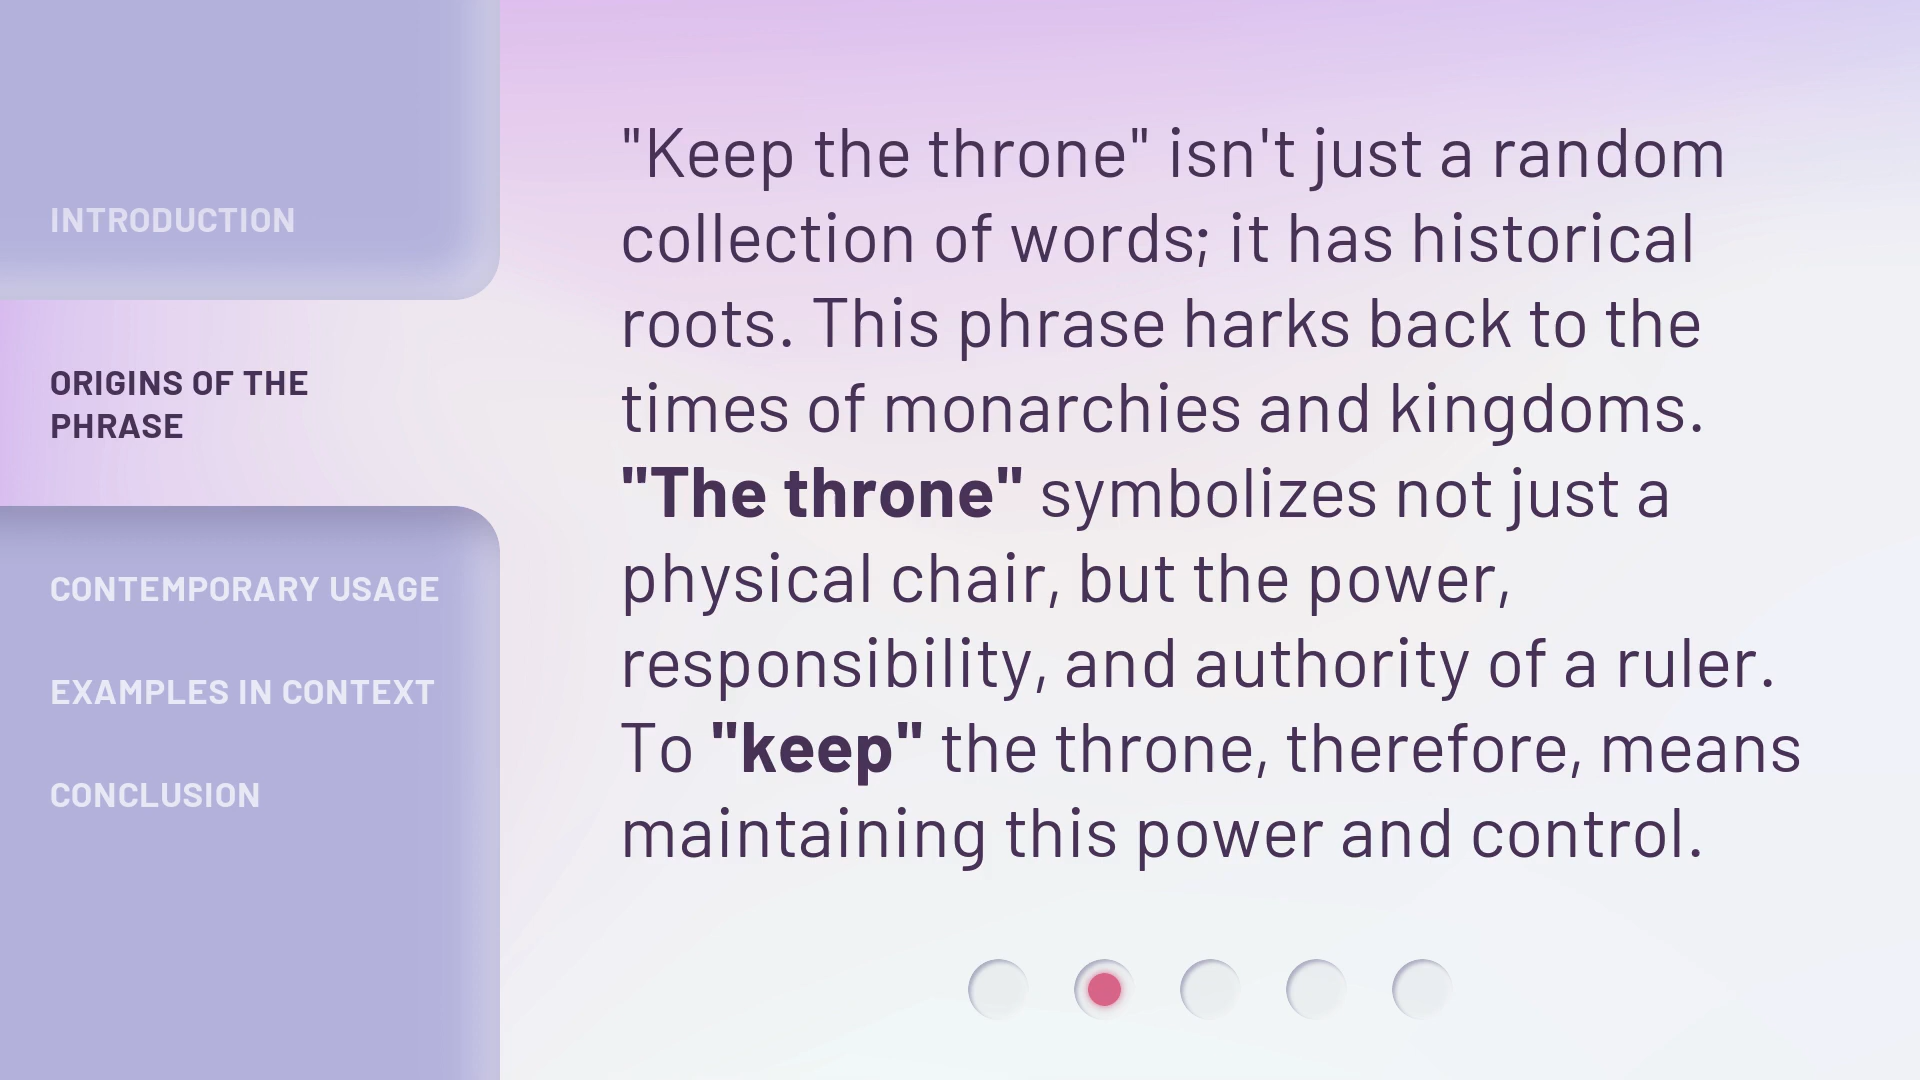 INTRODUCTION
ORIGINS OF THE
PHRASE
CONTEMPORARY USAGE
EXAMPLES IN CONTEXT
CONCLUSION
"Keep the throne" isn't just a random
collection of words; it has historical
roots. This phrase harks back to the
times of monarchies and kingdoms.
"The throne" symbolizes not just a
physical chair, but the power,
responsibility, and authority of a ruler.
To "keep" the throne, therefore, means
maintaining this power and control.